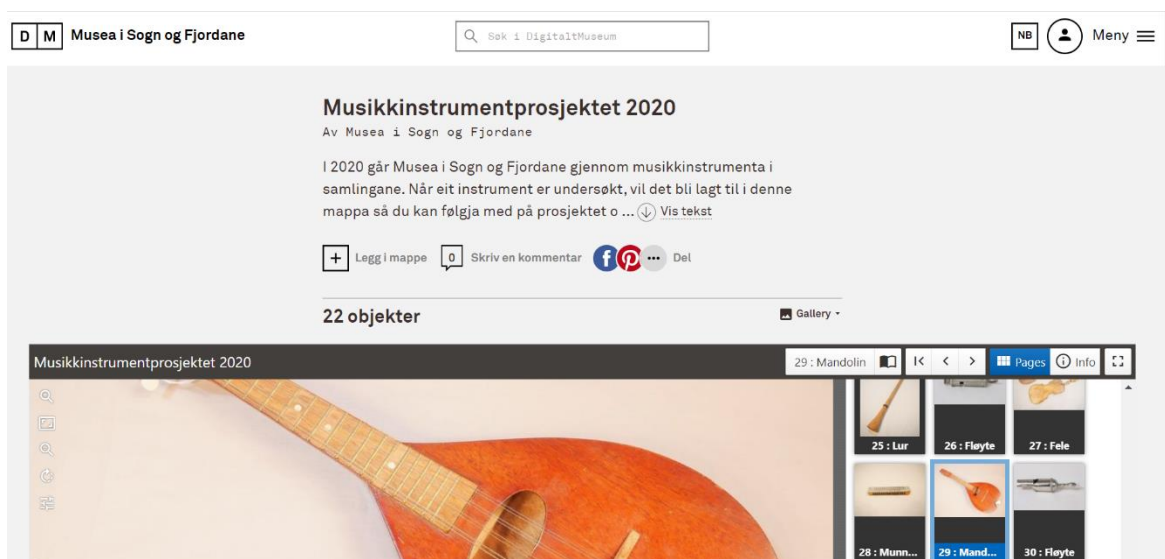 D M Musea i Sogn og Fjordane
Søk i DigitaltMuseum
NB Meny
Musikkinstrumentprosjektet 2020
Av Musea i Sogn og Fjordane
I 2020 går Musea i Sogn og Fjordane gjennom musikkinstrumenta i
samlingane. Når eit instrument er undersøkt, vil det bli lagt til i denne
mappa så du kan følgja med på prosjektet o ... Vis tekst
Legg i mappe 0 Skriv en kommentar Del
22 objekter Gallery
Musikkinstrumentprosjektet 2020 29 : Mandolin Pages Info
25 : Lur 26 : Fløyte 27 : Fele
28 : Munn... 29 : Mand... 30 : Fløyte